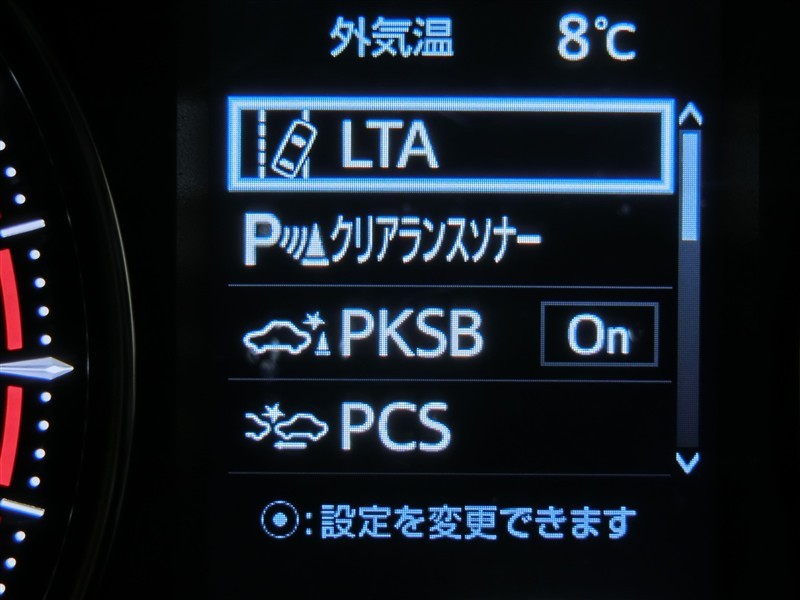 外気温 8℃
LTA
P クリアランスソナー
PKSB On
PCS
⦿:設定を変更できます